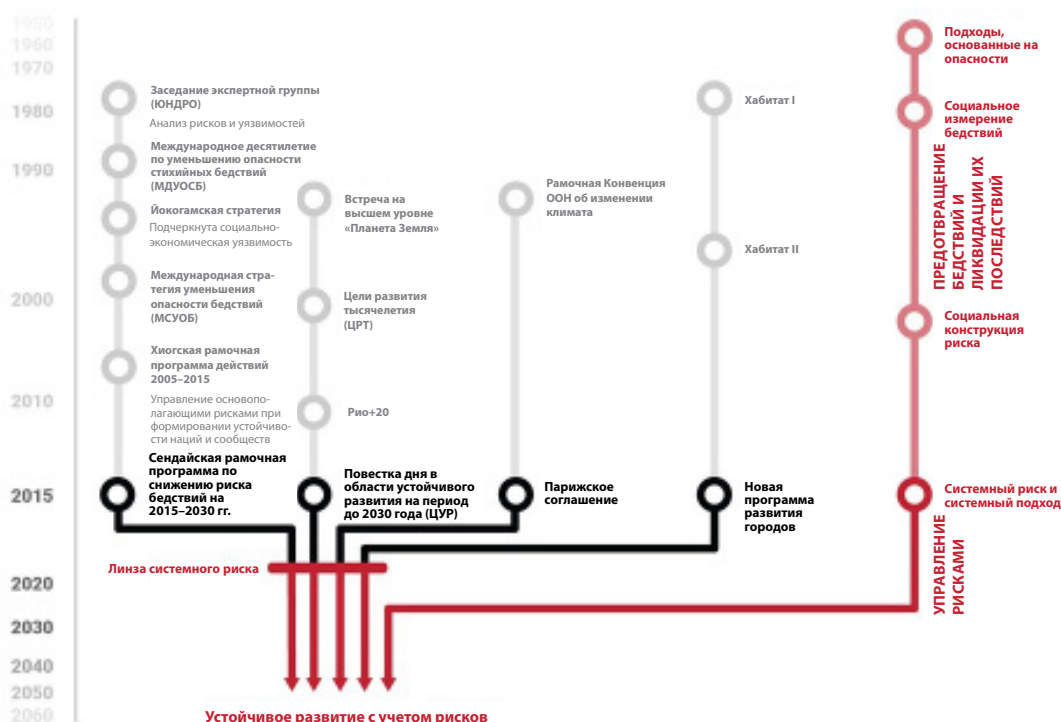 1950
1960
1970
1980
1990
2000
2010
2015
2020
2030
2040
2050
2060
Заседание экспертной группы
(ЮНДРО)
Анализ рисков и уязвимостей
Международное десятилетие
по уменьшению опасности
стихийных бедствий
(МДУОСБ)
Йокогамская стратегия
Подчеркнута социально-
экономическая уязвимость
Международная стра-
тегия уменьшения
опасности бедствий
(МСУОБ)
Хиогская рамочная
программа действий
2005–2015
Управление осново­по-
лагающими рисками при
формировании устойчиво-
сти наций и сообществ
Сендайская рамочная
программа по
снижению риска
бедствий на
2015–2030 гг.
Встреча на
высшем уровне
«Планета Земля»
Цели развития
тысячелетия
(ЦРТ)
Рио+20
Повестка дня в
области устойчивого
развития на период
до 2030 года (ЦУР)
Рамочная Конвенция
ООН об изменении
климата
Парижское
соглашение
Хабитат I
Хабитат II
Новая
программа
развития
городов
Подходы,
основанные на
опасности
Социальное
измерение
бедствий
ПРЕДОТВРАЩЕНИЕ
БЕДСТВИЙ И
ЛИКВИДАЦИИ ИХ
ПОСЛЕДСТВИЙ
Социальная
конструкция
риска
Системный риск и
системный подход
УПРАВЛЕНИЕ
РИСКАМИ
Линза системного риска
Устойчивое развитие с учетом рисков